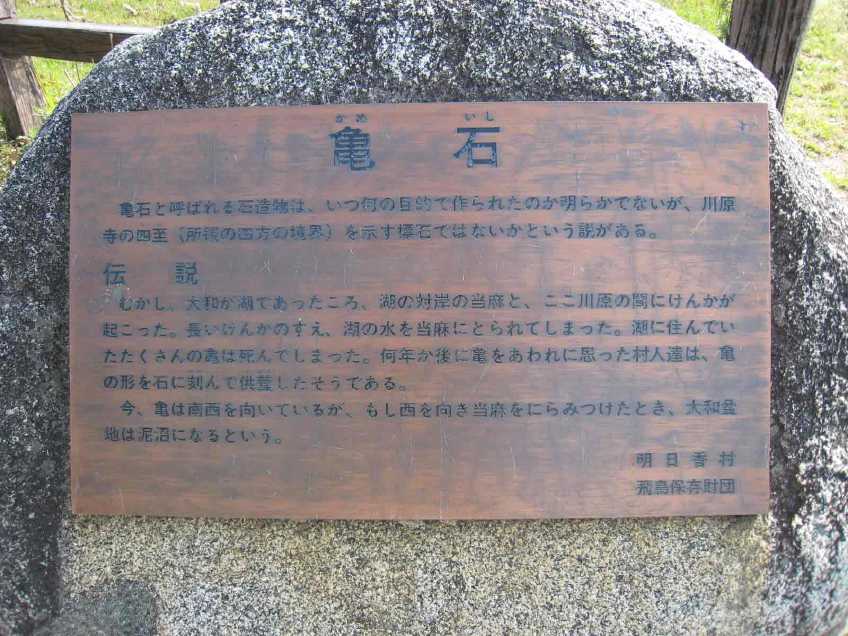 かめ いし
亀 石
亀石と呼ばれる石造物は、いつ何の目的で作られたのか明らかでないが、川原
寺の四至（所領の四方の境界）を示す標石ではないかという説がある。
伝 説
むかし、大和が湖であったころ、湖の対岸の当麻と、ここ川原の間にけんかが
起こった。長いけんかのすえ、湖の水を当麻にとられてしまった。湖に住んでい
たたくさんの亀は死んでしまった。何年か後に亀をあわれに思った村人達は、亀
の形を石に刻んで供養したそうである。
今、亀は南西を向いているが、もし西を向き当麻をにらみつけたとき、大和盆
地は泥沼になるという。
明日香村
飛鳥保存財団